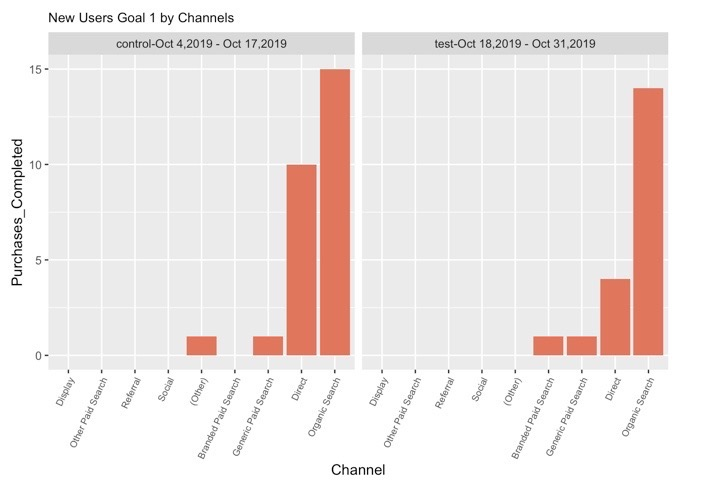 New Users Goal 1 by Channels
control-Oct 4,2019 - Oct 17,2019
test-Oct 18,2019 - Oct 31,2019
Purchases_Completed
15
10
5
0
Display
Other Paid Search
Referral
Social
(Other)
Branded Paid Search
Generic Paid Search
Direct
Organic Search
Display
Other Paid Search
Referral
Social
(Other)
Branded Paid Search
Generic Paid Search
Direct
Organic Search
Channel